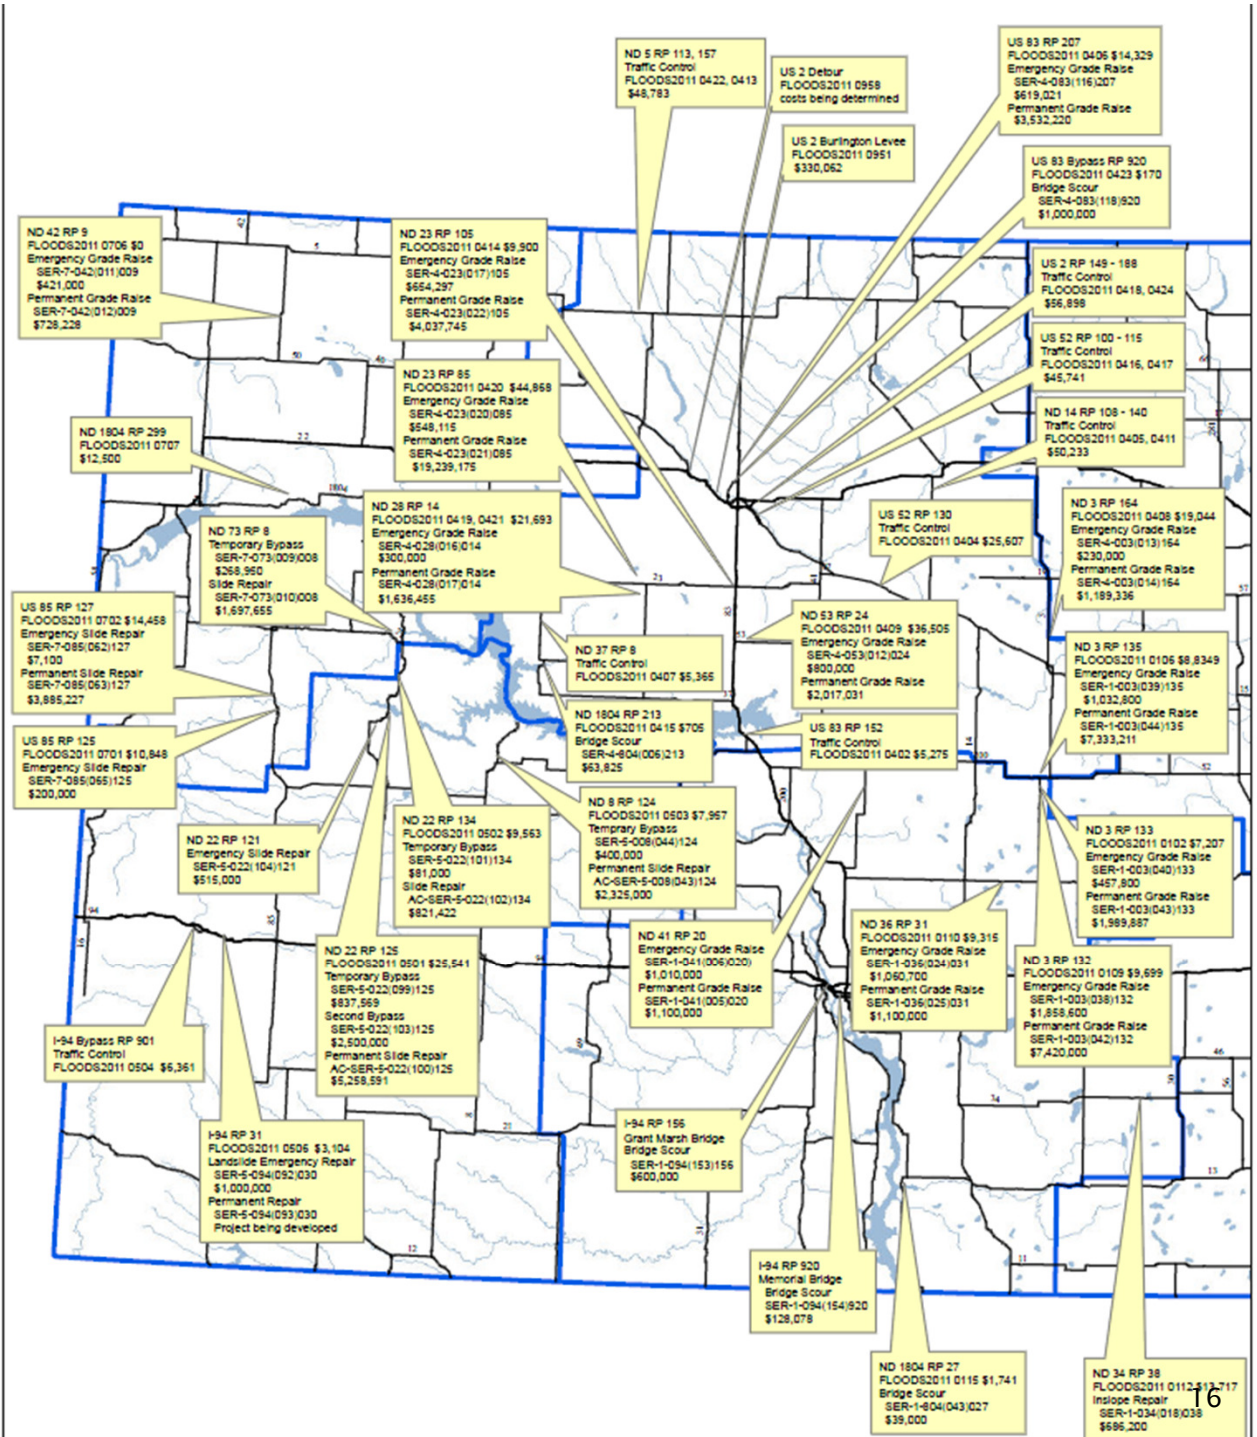 ND 5 RP 113, 157
Traffic Control
FLOODS2011 0422, 0413
$48,783
US 2 Detour
FLOODS2011 0958
costs being determined
US 83 RP 207
FLOODS2011 0406 $14,329
Emergency Grade Raise
SER-4-083(116)207
$619,021
Permanent Grade Raise
$3,532,220
US 2 Burlington Levee
FLOODS2011 0951
$330,062
US 83 Bypass RP 920
FLOODS2011 0423 $170
Bridge Scour
SER-4-083(118)920
$1,000,000
ND 42 RP 9
FLOODS2011 0706 $0
Emergency Grade Raise
SER-7-042(011)009
$421,000
Permanent Grade Raise
SER-7-042(012)009
$728,228
ND 23 RP 105
FLOODS2011 0414 $9,900
Emergency Grade Raise
SER-4-023(017)105
$654,297
Permanent Grade Raise
SER-4-023(022)105
$4,037,745
US 2 RP 149 - 188
Traffic Control
FLOODS2011 0418, 0424
$56,898
US 52 RP 100 - 115
Traffic Control
FLOODS2011 0416, 0417
$45,741
ND 23 RP 85
FLOODS2011 0420 $44,868
Emergency Grade Raise
SER-4-023(020)085
$548,115
Permanent Grade Raise
SER-4-023(021)085
$19,239,175
ND 14 RP 108 - 140
Traffic Control
FLOODS2011 0405, 0411
$50,233
ND 1804 RP 299
FLOODS2011 0707
$12,500
ND 28 RP 14
FLOODS2011 0419, 0421 $21,693
Emergency Grade Raise
SER-4-028(016)014
$300,000
Permanent Grade Raise
SER-4-028(017)014
$1,636,455
US 52 RP 130
Traffic Control
FLOODS2011 0404 $25,607
ND 3 RP 164
FLOODS2011 0408 $19,044
Emergency Grade Raise
SER-4-003(013)164
$230,000
Permanent Grade Raise
SER-4-003(014)164
$1,189,336
ND 73 RP 8
Temporary Bypass
SER-7-073(009)008
$268,950
Slide Repair
SER-7-073(010)008
$1,697,655
US 85 RP 127
FLOODS2011 0702 $14,458
Emergency Slide Repair
SER-7-085(062)127
$7,100
Permanent Slide Repair
SER-7-085(063)127
$3,885,227
ND 37 RP 8
Traffic Control
FLOODS2011 0407 $5,365
ND 53 RP 24
FLOODS2011 0409 $36,505
Emergency Grade Raise
SER-4-053(012)024
$800,000
Permanent Grade Raise
$2,017,031
ND 3 RP 135
FLOODS2011 0106 $8,8349
Emergency Grade Raise
SER-1-003(039)135
$1,032,800
Permanent Grade Raise
SER-1-003(044)135
$7,333,211
US 85 RP 125
FLOODS2011 0701 $10,848
Emergency Slide Repair
SER-7-085(065)125
$200,000
ND 1804 RP 213
FLOODS2011 0415 $705
Bridge Scour
SER-4-804(006)213
$63,825
US 83 RP 152
Traffic Control
FLOODS2011 0402 $5,275
ND 22 RP 121
Emergency Slide Repair
SER-5-022(104)121
$515,000
ND 22 RP 134
FLOODS2011 0502 $9,563
Temporary Bypass
SER-5-022(101)134
$81,000
Slide Repair
AC-SER-5-022(102)134
$821,422
ND 8 RP 124
FLOODS2011 0503 $7,957
Temprary Bypass
SER-5-008(044)124
$400,000
Permanent Slide Repair
AC-SER-5-008(043)124
$2,325,000
ND 3 RP 133
FLOODS2011 0102 $7,207
Emergency Grade Raise
SER-1-003(040)133
$457,800
Permanent Grade Raise
SER-1-003(043)133
$1,989,887
ND 22 RP 125
FLOODS2011 0501 $25,541
Temporary Bypass
SER-5-022(099)125
$837,569
Second Bypass
SER-5-022(103)125
$2,500,000
Permanent Slide Repair
AC-SER-5-022(100)125
$5,258,591
ND 41 RP 20
Emergency Grade Raise
SER-1-041(006)020)
$1,010,000
Permanent Grade Raise
SER-1-041(005)020
$1,100,000
ND 36 RP 31
FLOODS2011 0110 $9,315
Emergency Grade Raise
SER-1-036(024)031
$1,060,700
Permanent Grade Raise
SER-1-036(025)031
$1,100,000
ND 3 RP 132
FLOODS2011 0109 $9,699
Emergency Grade Raise
SER-1-003(038)132
$1,858,600
Permanent Grade Raise
SER-1-003(042)132
$7,420,000
I-94 Bypass RP 901
Traffic Control
FLOODS2011 0504 $6,361
I-94 RP 31
FLOODS2011 0506 $3,104
Landslide Emergency Repair
SER-5-094(092)030
$1,000,000
Permanent Repair
SER-5-094(093)030
Project being developed
I-94 RP 156
Grant Marsh Bridge
Bridge Scour
SER-1-094(153)156
$600,000
I-94 RP 920
Memorial Bridge
Bridge Scour
SER-1-094(154)920
$128,078
ND 1804 RP 27
FLOODS2011 0115 $1,741
Bridge Scour
SER-1-804(043)027
$39,000
ND 34 RP 38
FLOODS2011 0112 $13,717
Inslope Repair
SER-1-034(018)038
$686,200
16
42
5
50
22
1804
23
53
14
200
52
57
94
85
16
21
12
31
49
8
34
46
56
30
13
11